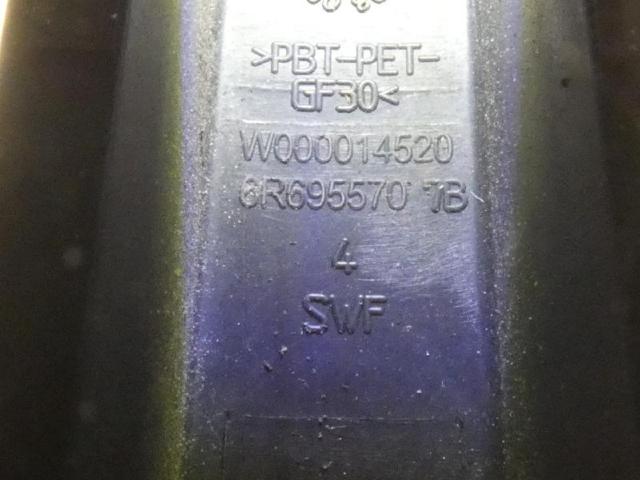 >PBT-PET-
GF30<
W000014520
6R6955707B
4
SWF